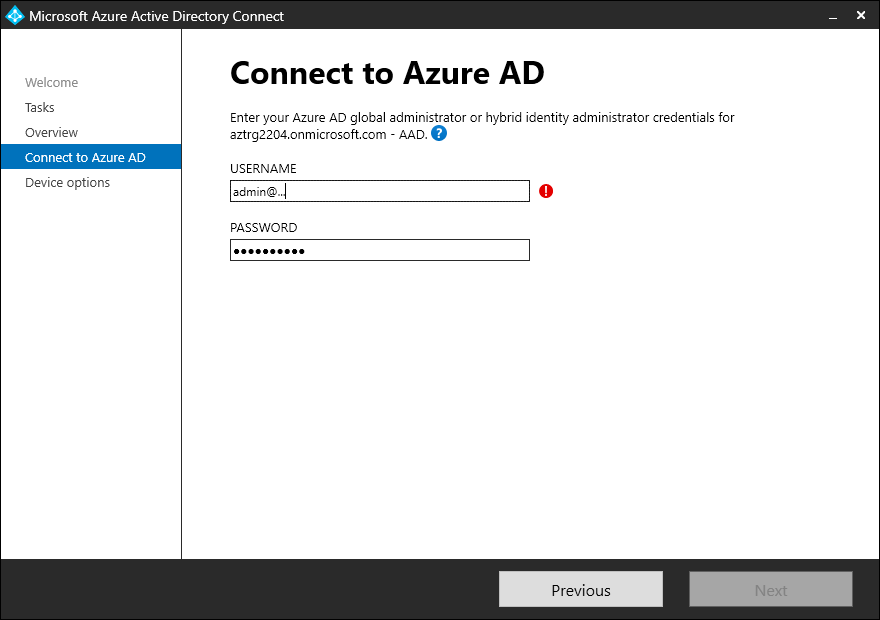 Microsoft Azure Active Directory Connect
Welcome
Tasks
Overview
Connect to Azure AD
Device options
Connect to Azure AD
Enter your Azure AD global administrator or hybrid identity administrator credentials for
aztrg2204.onmicrosoft.com - AAD. ?
USERNAME
admin@...
!
PASSWORD
●●●●●●●●●●
Previous
Next